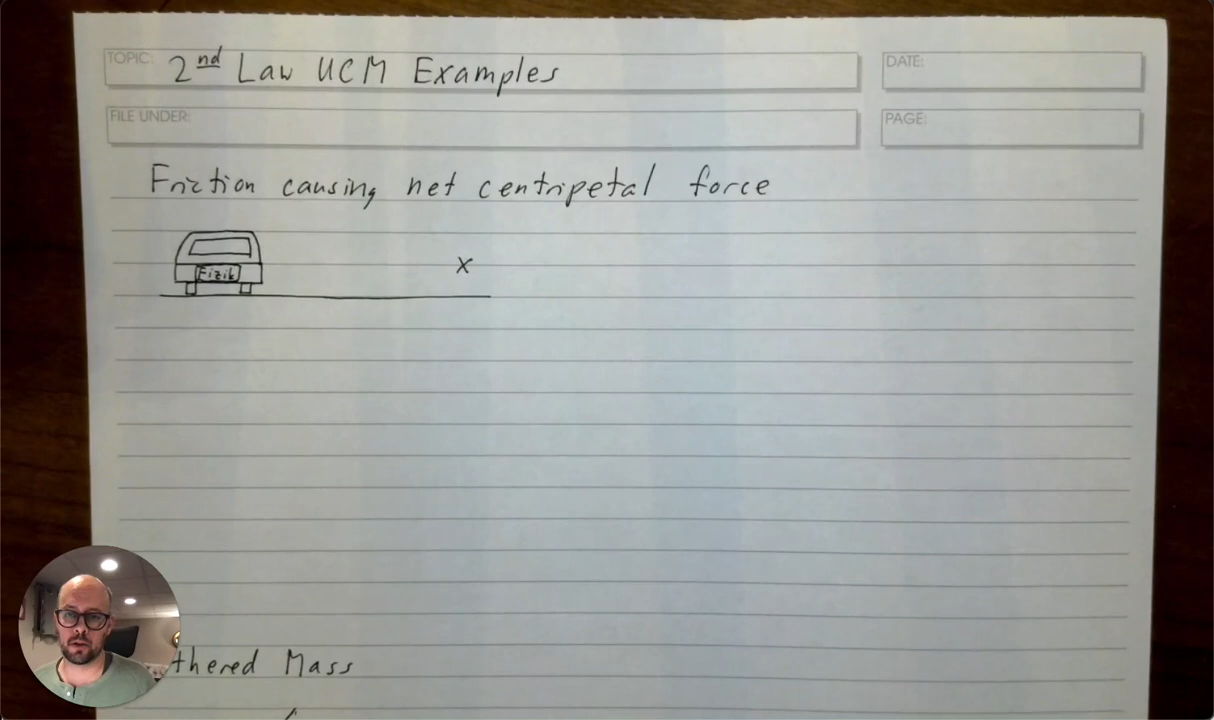 TOPIC: 2nd Law UCM Examples
DATE:
FILE UNDER:
PAGE:
Friction causing net centripetal force
Fizik
x
thered Mass